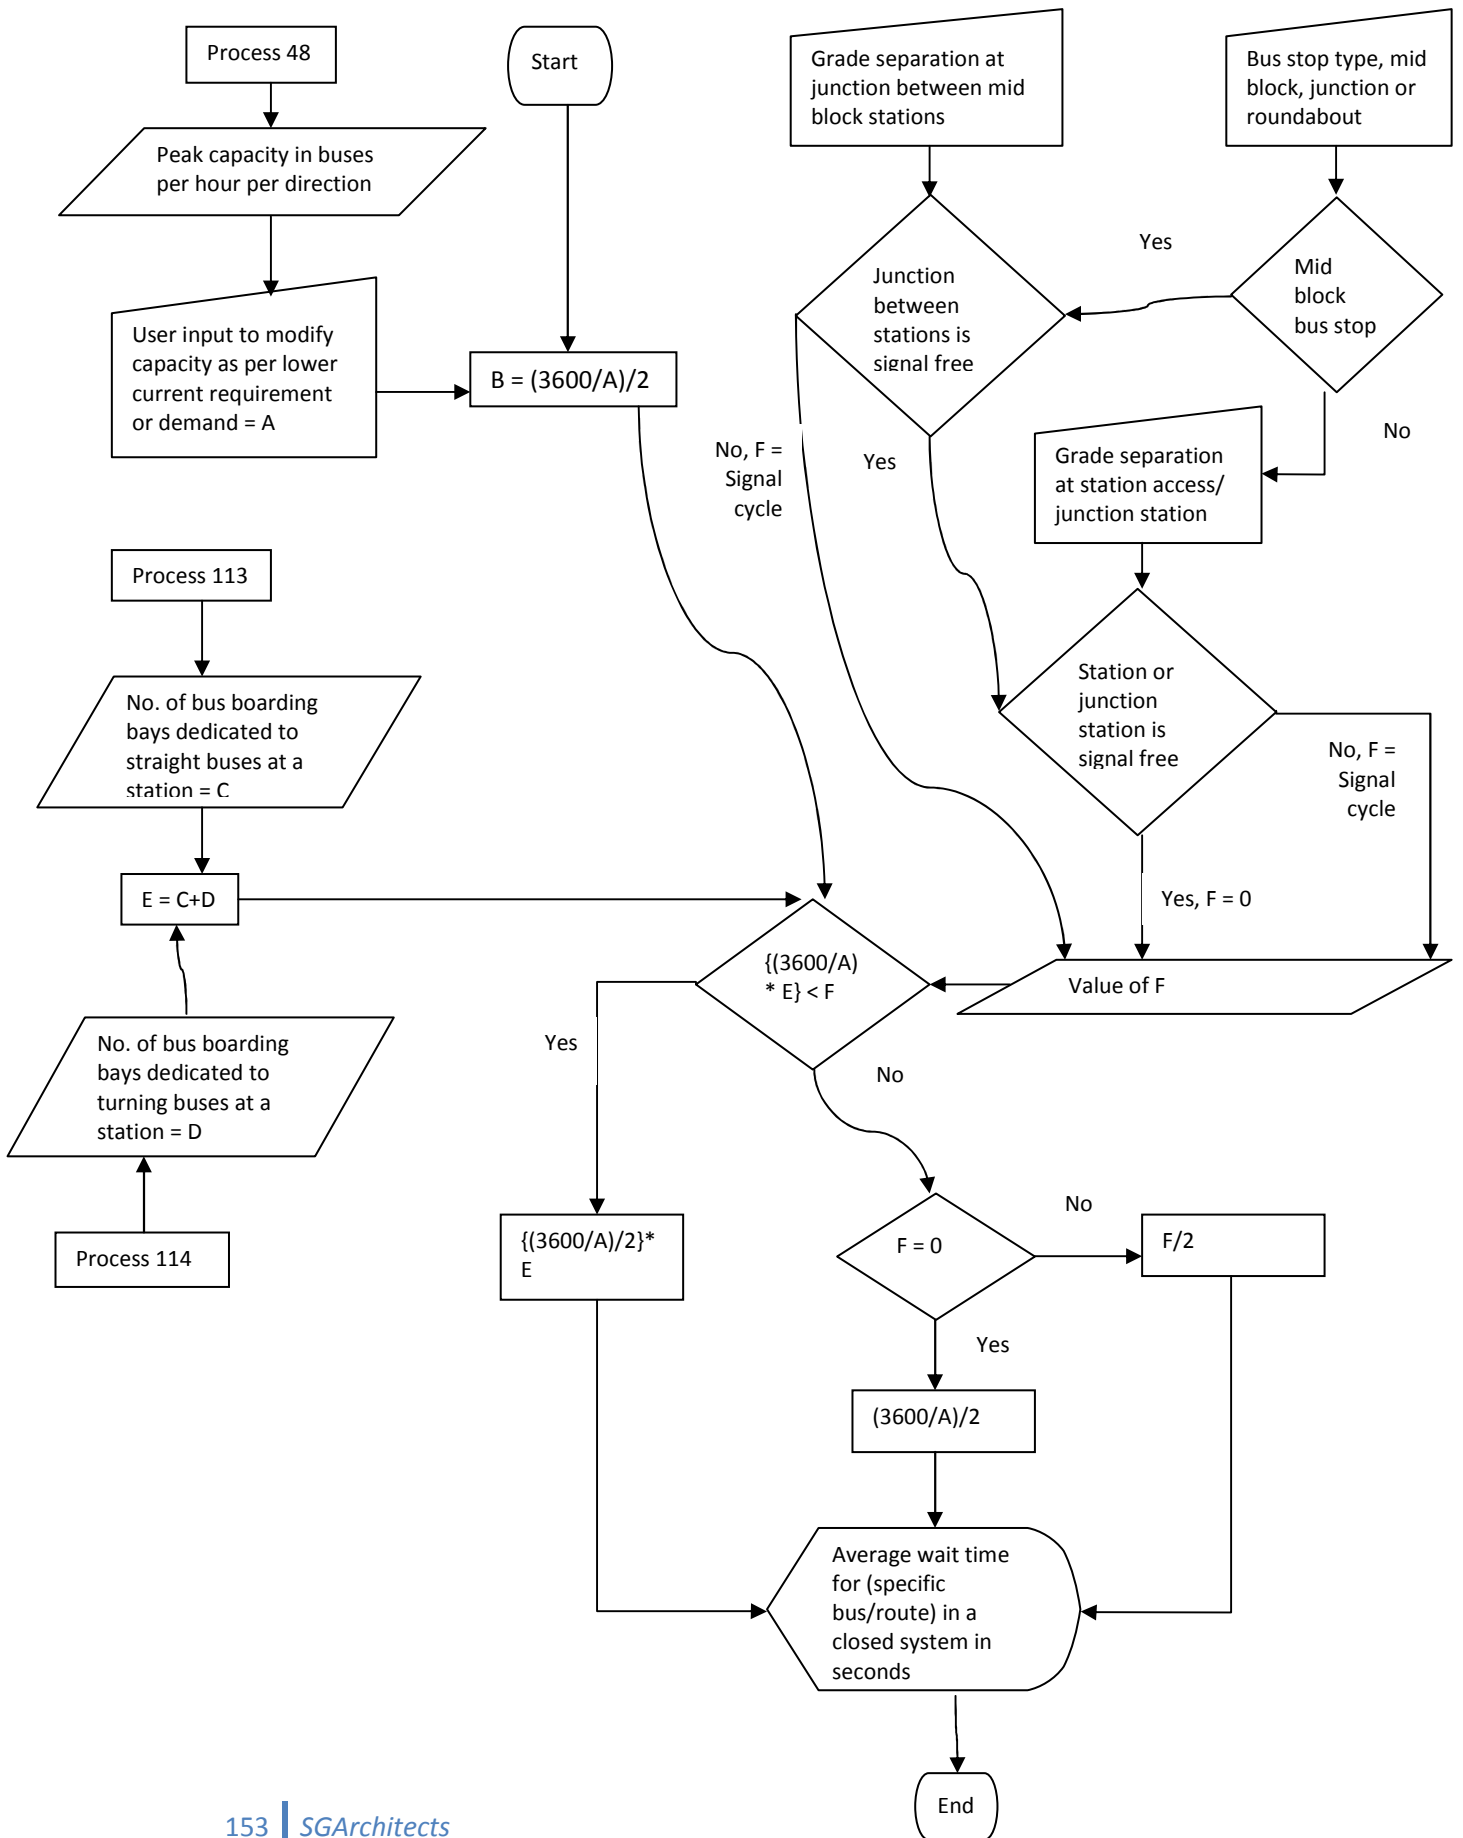 Process 48
Start
Grade separation at
junction between mid
block stations
Bus stop type, mid
block, junction or
roundabout
Peak capacity in buses
per hour per direction
Yes
Junction
between
stations is
signal free
Mid
block
bus stop
User input to modify
capacity as per lower
current requirement
or demand = A
B = (3600/A)/2
No, F =
Signal
cycle
Yes
No
Grade separation
at station access/
junction station
Process 113
No. of bus boarding
bays dedicated to
straight buses at a
station = C
Station or
junction
station is
signal free
No, F =
Signal
cycle
E = C+D
Yes, F = 0
{(3600/A)
* E} < F
Value of F
No. of bus boarding
bays dedicated to
turning buses at a
station = D
Yes
No
Process 114
{(3600/A)/2}*
E
F = 0
No
F/2
Yes
(3600/A)/2
Average wait time
for (specific
bus/route) in a
closed system in
seconds
End
153 SGArchitects